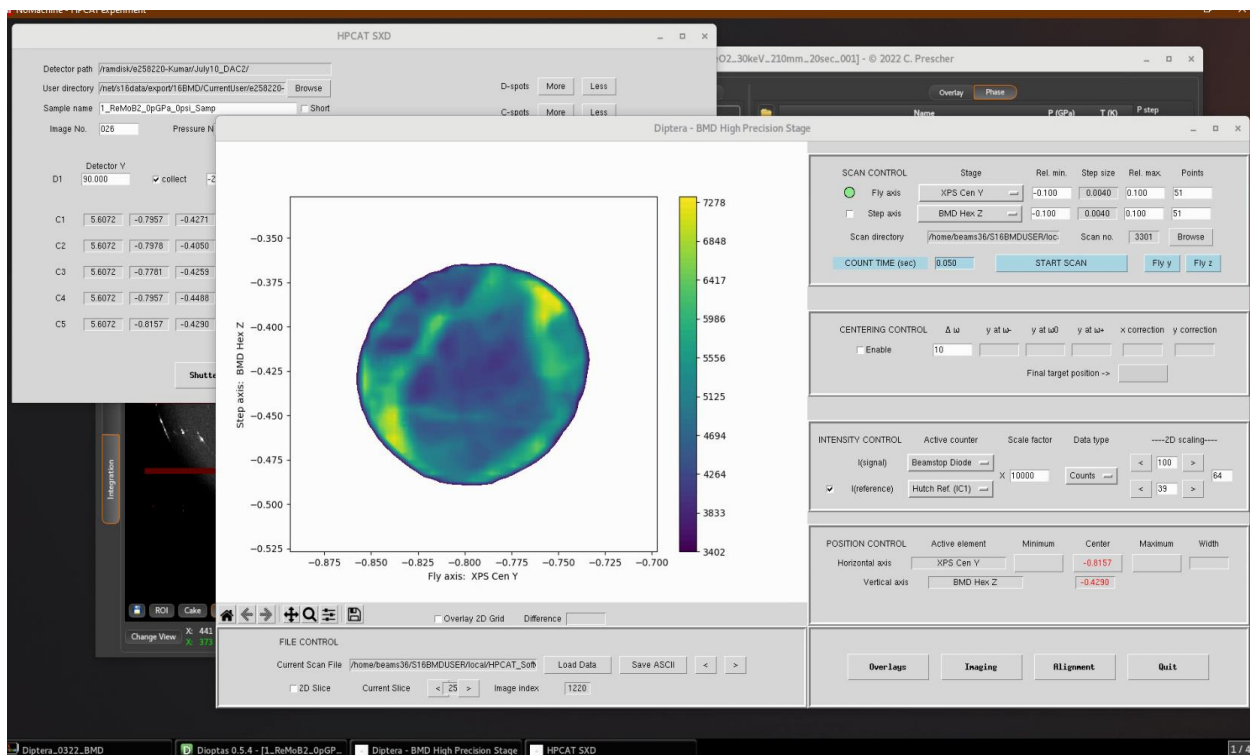 NoMachine - HPCAT experiment
HPCAT SXD
Detector path /ramdisk/e258220-Kumar/July10_DAC2/
User directory /net/s16data/export/16BMD/CurrentUser/e258220- Browse
Sample name 1_ReMoB2_0pGPa_0psi_Samp Short
Image No. 026 Pressure N
D-spots More Less
C-spots More Less
Detector Y
D1 90.000 collect -2
C1 5.6072 -0.7957 -0.4271
C2 5.6072 -0.7978 -0.4050
C3 5.6072 -0.7781 -0.4259
C4 5.6072 -0.7957 -0.4488
C5 5.6072 -0.8157 -0.4290
Shutte
eO2_30keV_210mm_20sec_001] - © 2022 C. Prescher
Overlay Phase
Name P (GPa) T (K) P step
Diptera - BMD High Precision Stage
7278
6848
6417
5986
5556
5125
4694
4264
3833
3402
−0.350
−0.375
−0.400
−0.425
−0.450
−0.475
−0.500
−0.525
Step axis: BMD Hex Z
−0.875 −0.850 −0.825 −0.800 −0.775 −0.750 −0.725 −0.700
Fly axis: XPS Cen Y
Overlay 2D Grid Difference
FILE CONTROL
Current Scan File /home/beams36/S16BMDUSER/local/HPCAT_Soft Load Data Save ASCII < >
2D Slice Current Slice < 25 > Image index 1220
SCAN CONTROL Stage Rel. min. Step size Rel. max. Points
Fly axis XPS Cen Y -0.100 0.0040 0.100 51
Step axis BMD Hex Z -0.100 0.0040 0.100 51
Scan directory /home/beams36/S16BMDUSER/loc: Scan no. 3301 Browse
COUNT TIME (sec) 0.050 START SCAN Fly y Fly z
CENTERING CONTROL Δ ω y at ω- y at ω0 y at ω+ x correction y correction
Enable 10
Final target position ->
INTENSITY CONTROL Active counter Scale factor Data type ----2D scaling----
I(signal) Beamstop Diode < 100 >
X 10000 Counts 64
I(reference) Hutch Ref. (IC1) < 39 >
POSITION CONTROL Active element Minimum Center Maximum Width
Horizontal axis XPS Cen Y -0.8157
Vertical axis BMD Hex Z -0.4290
Overlays Imaging Alignment Quit
Integration
ROI Cake
Change View X: 441
X: 373
Diptera_0322_BMD Dioptas 0.5.4 - [1_ReMoB2_0pGP... Diptera - BMD High Precision Stage HPCAT SXD 1/4